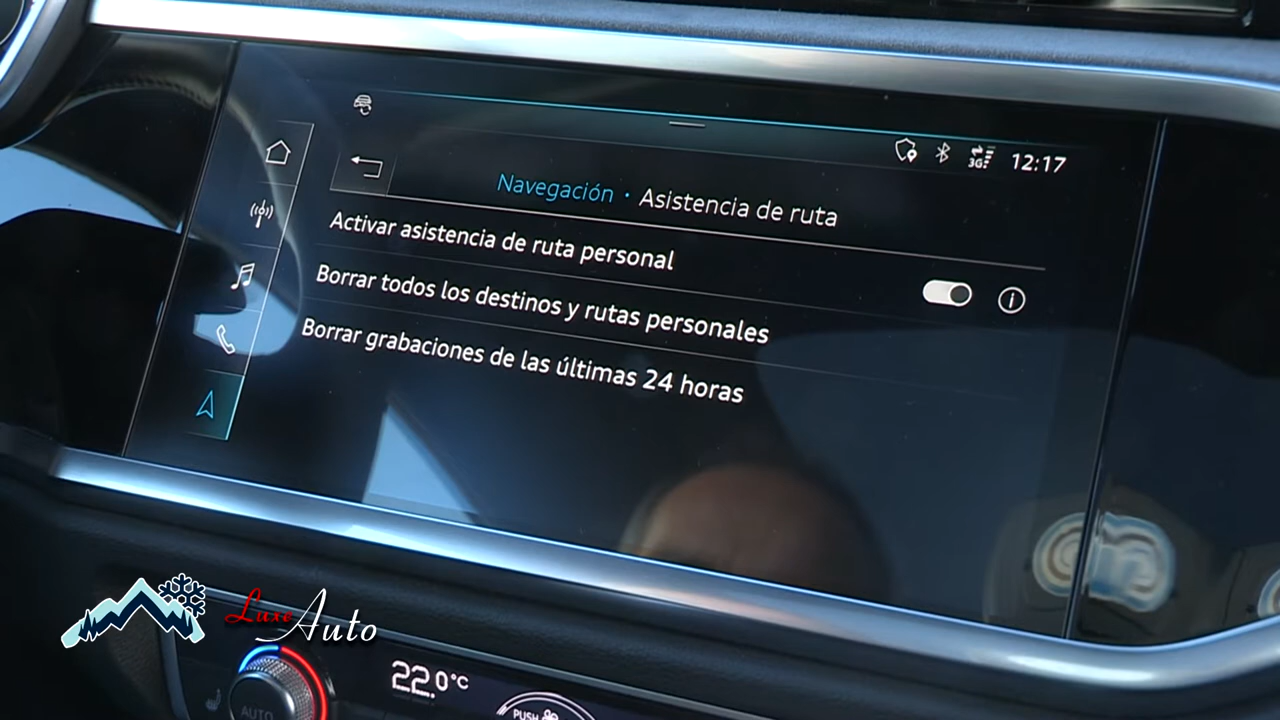 3G
12:17
Navegación · Asistencia de ruta
Activar asistencia de ruta personal
Borrar todos los destinos y rutas personales
Borrar grabaciones de las últimas 24 horas
Luxe Auto
22.0°C
AUTO
PUSH